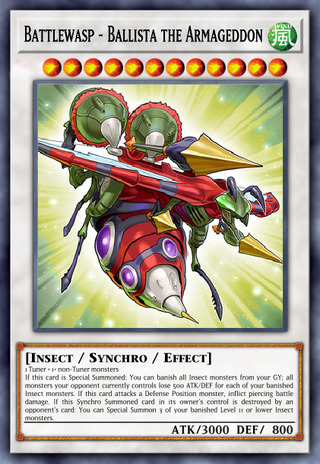 Battlewasp - Ballista the Armageddon
WIND
風
[Insect / Synchro / Effect]
1 Tuner + 1+ non-Tuner monsters
If this card is Special Summoned: You can banish all Insect monsters from your GY; all
monsters your opponent currently controls lose 500 ATK/DEF for each of your banished
Insect monsters. If this card attacks a Defense Position monster, inflict piercing battle
damage. If this Synchro Summoned card in its owner's control is destroyed by an
opponent's card: You can Special Summon 3 of your banished Level 11 or lower Insect
monsters.
ATK/3000 DEF/ 800